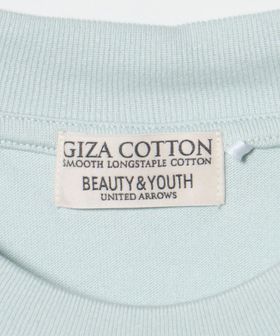 GIZA COTTON
SMOOTH LONGSTAPLE COTTON
BEAUTY&YOUTH
UNITED ARROWS